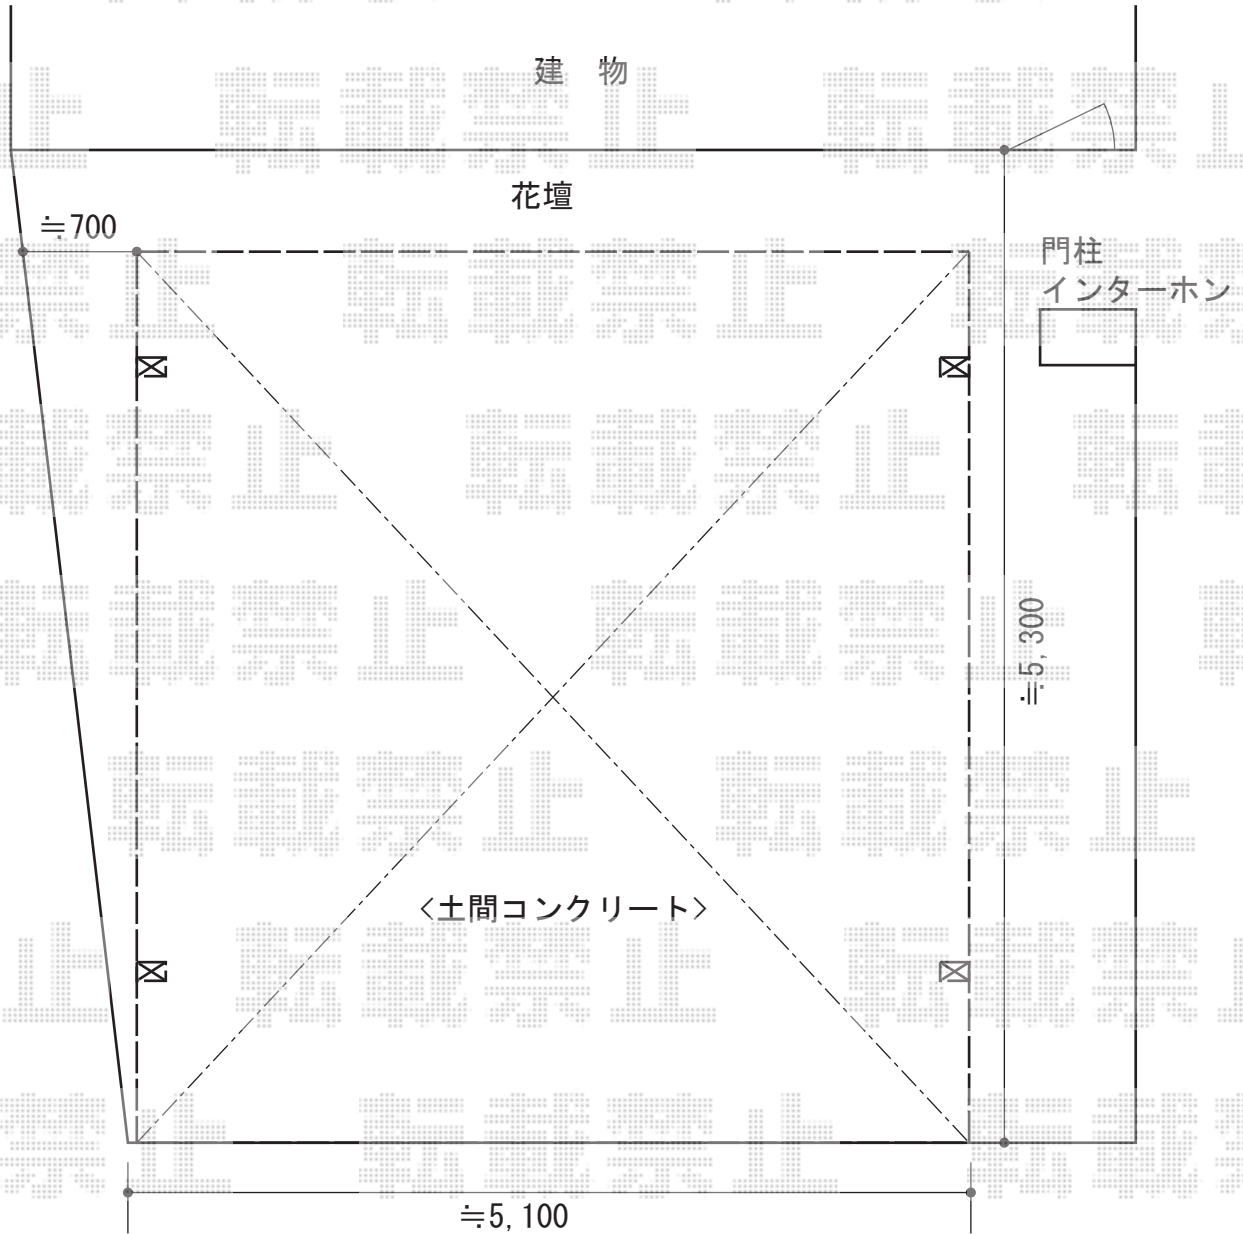 建 物
花壇
≒700
門柱
インターホン
≒5,300
<土間コンクリート>
≒5,100
転載禁止